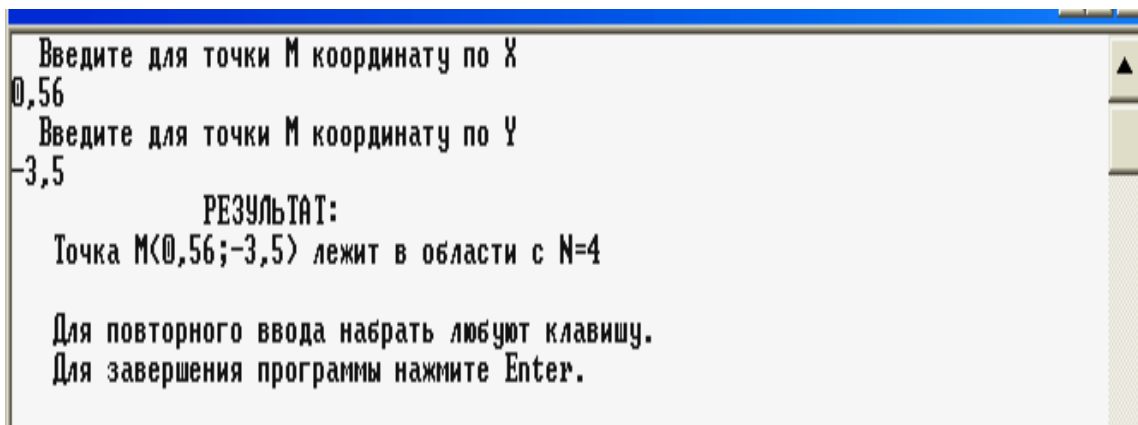 Введите для точки М координату по X
0,56
Введите для точки М координату по Y
-3,5
РЕЗУЛЬТАТ:
Точка М(0,56;-3,5) лежит в области с N=4
Для повторного ввода набрать любуют клавишу.
Для завершения программы нажмите Enter.